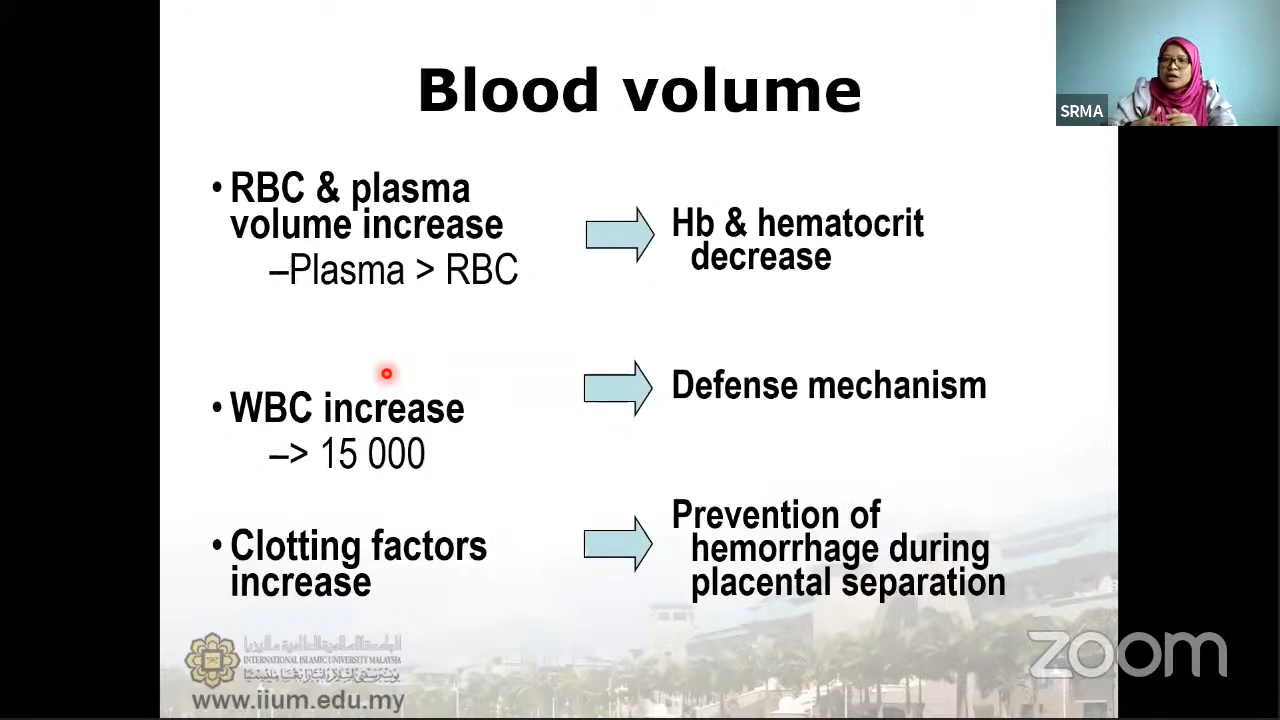 Blood volume
SRMA
• RBC & plasma
volume increase
–Plasma > RBC
Hb & hematocrit
decrease
• WBC increase
–> 15 000
Defense mechanism
• Clotting factors
increase
Prevention of
hemorrhage during
placental separation
INTERNATIONAL ISLAMIC UNIVERSITY MALAYSIA
www.iium.edu.my
zoom